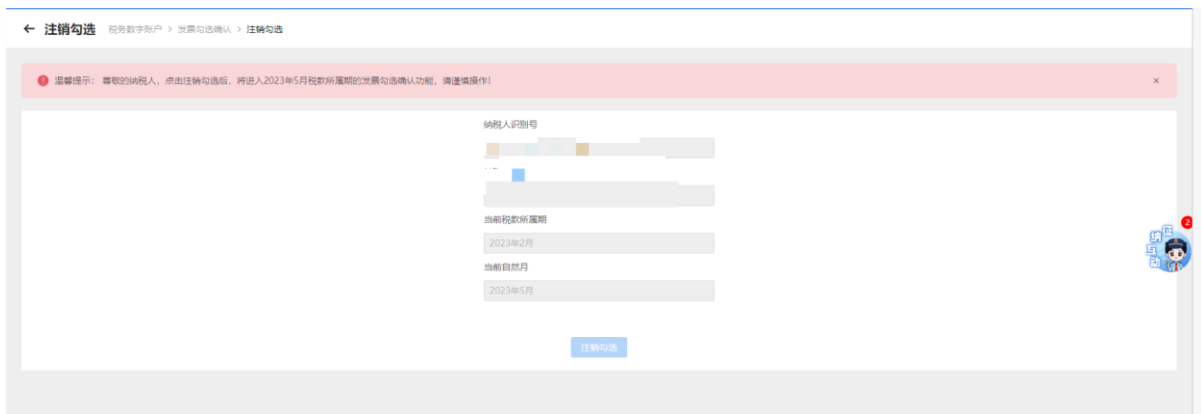 ← 注销勾选 税务数字账户 > 发票勾选确认 > 注销勾选
温馨提示： 尊敬的纳税人，点击注销勾选后，将进入2023年5月税款所属期的发票勾选确认功能，请谨慎操作！ ×
纳税人识别号
当前税款所属期
2023年2月
当前自然月
2023年5月
注销勾选
2
征纳互动